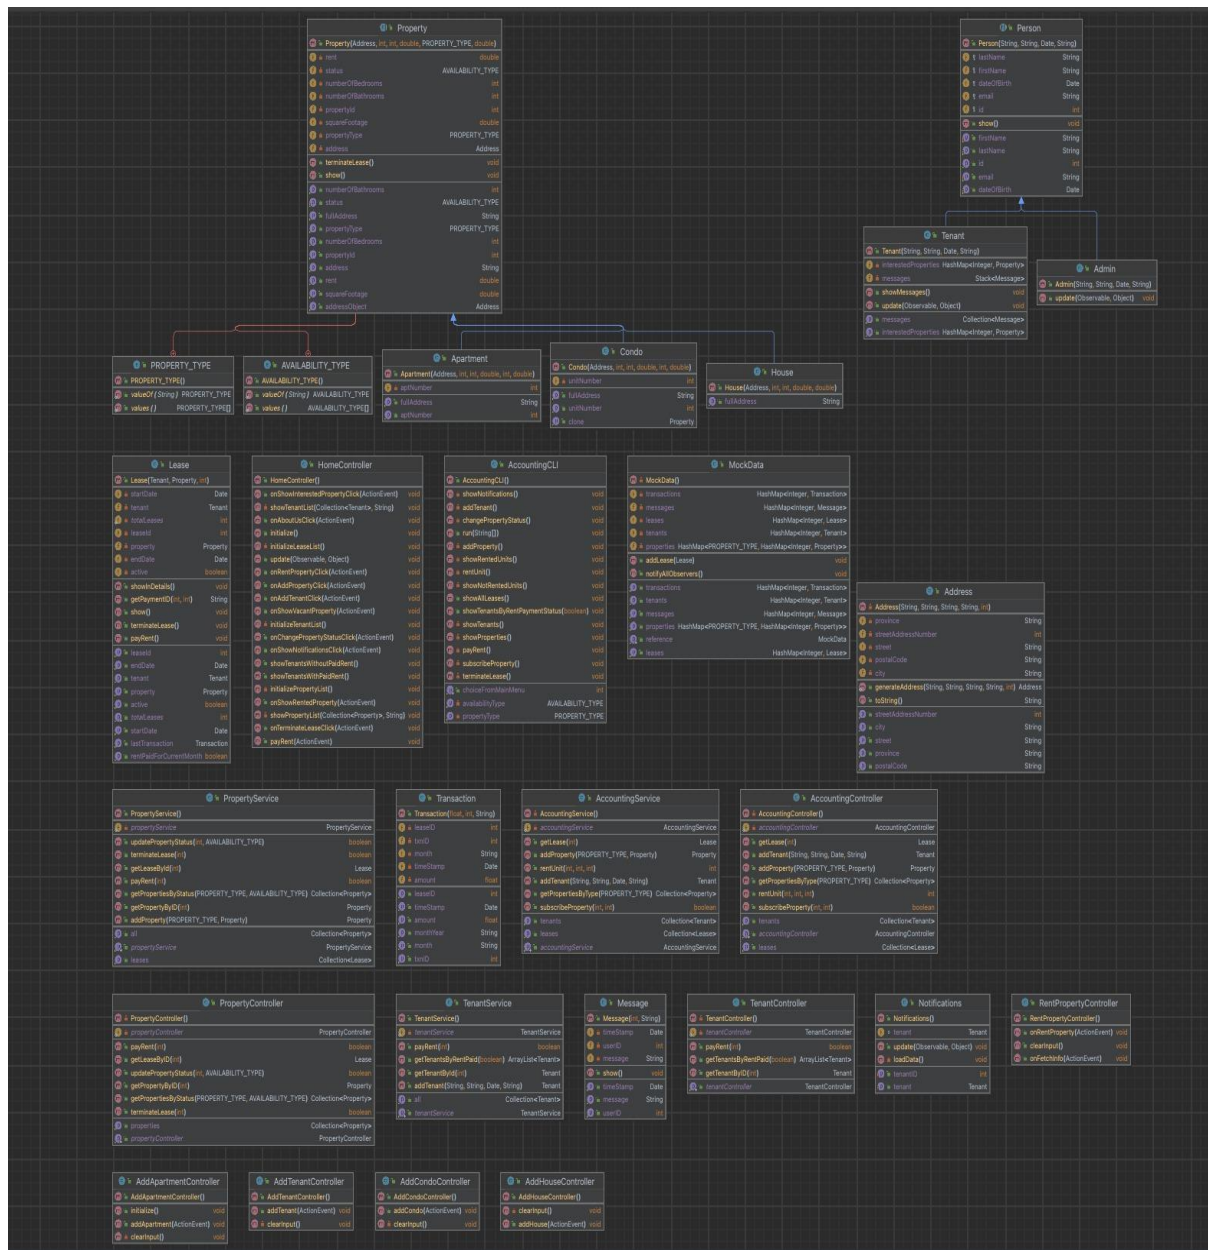 Property
Property(Address, int, int, double, PROPERTY_TYPE, double)
rent double
status AVAILABILITY_TYPE
numberOfBedrooms int
numberOfBathrooms int
propertyId int
squareFootage double
propertyType PROPERTY_TYPE
address Address
terminateLease() void
show() void
numberOfBathrooms int
status AVAILABILITY_TYPE
fullAddress String
propertyType PROPERTY_TYPE
numberOfBedrooms int
propertyId int
address String
rent double
squareFootage double
addressObject Address
Person
Person(String, String, Date, String)
lastName String
firstName String
dateOfBirth Date
email String
id int
show() void
firstName String
lastName String
id int
email String
dateOfBirth Date
Tenant
Tenant(String, String, Date, String)
interestedProperties HashMap<Integer, Property>
messages Stack<Message>
showMessages() void
update(Observable, Object) void
messages Collection<Message>
interestedProperties HashMap<Integer, Property>
Admin
Admin(String, String, Date, String)
update(Observable, Object) void
PROPERTY_TYPE
PROPERTY_TYPE()
valueOf(String) PROPERTY_TYPE
values() PROPERTY_TYPE[]
AVAILABILITY_TYPE
AVAILABILITY_TYPE()
valueOf(String) AVAILABILITY_TYPE
values() AVAILABILITY_TYPE[]
Apartment
Apartment(Address, int, int, double, int, double)
aptNumber int
fullAddress String
aptNumber int
Condo
Condo(Address, int, int, double, int, double)
unitNumber int
fullAddress String
unitNumber int
clone Property
House
House(Address, int, int, double, double)
fullAddress String
Lease
Lease(Tenant, Property, int)
startDate Date
tenant Tenant
totalLeases int
leaseId int
property Property
endDate Date
active boolean
showInDetails() void
getPaymentID(int, int) String
show() void
terminateLease() void
payRent() void
leaseId int
endDate Date
tenant Tenant
property Property
active boolean
totalLeases int
startDate Date
lastTransaction Transaction
rentPaidForCurrentMonth boolean
HomeController
HomeController()
onShowInterestedPropertyClick(ActionEvent) void
showTenantList(Collection<Tenant>, String) void
onAboutUsClick(ActionEvent) void
initialize() void
initializeLeaseList() void
update(Observable, Object) void
onRentPropertyClick(ActionEvent) void
onAddPropertyClick(ActionEvent) void
onAddTenantClick(ActionEvent) void
onShowVacantProperty(ActionEvent) void
initializeTenantList() void
onChangePropertyStatusClick(ActionEvent) void
onShowNotificationsClick(ActionEvent) void
showTenantsWithoutPaidRent() void
showTenantsWithPaidRent() void
initializePropertyList() void
onShowRentedProperty(ActionEvent) void
showPropertyList(Collection<Property>, String) void
onTerminateLeaseClick(ActionEvent) void
payRent(ActionEvent) void
AccountingCLI
AccountingCLI()
showNotifications() void
addTenant() void
changePropertyStatus() void
run(String[]) void
addProperty() void
showRentedUnits() void
rentUnit() void
showNotRentedUnits() void
showAllLeases() void
showTenantsByRentPaymentStatus(boolean) void
showTenants() void
showProperties() void
payRent() void
subscribeProperty() void
terminateLease() void
choiceFromMainMenu int
availabilityType AVAILABILITY_TYPE
propertyType PROPERTY_TYPE
MockData
MockData()
transactions HashMap<Integer, Transaction>
messages HashMap<Integer, Message>
leases HashMap<Integer, Lease>
tenants HashMap<Integer, Tenant>
properties HashMap<PROPERTY_TYPE, HashMap<Integer, Property>>
addLease(Lease) void
notifyAllObservers() void
transactions HashMap<Integer, Transaction>
tenants HashMap<Integer, Tenant>
messages HashMap<Integer, Message>
properties HashMap<PROPERTY_TYPE, HashMap<Integer, Property>>
reference MockData
leases HashMap<Integer, Lease>
Address
Address(String, String, String, String, int)
province String
streetAddressNumber int
street String
postalCode String
city String
generateAddress(String, String, String, String, int) Address
toString() String
streetAddressNumber int
city String
street String
province String
postalCode String
PropertyService
PropertyService()
propertyService PropertyService
updatePropertyStatus(int, AVAILABILITY_TYPE) boolean
terminateLease(int) boolean
getLeaseById(int) Lease
payRent(int) boolean
getPropertiesByStatus(PROPERTY_TYPE, AVAILABILITY_TYPE) Collection<Property>
getPropertyByID(int) Property
addProperty(PROPERTY_TYPE, Property) Property
all Collection<Property>
propertyService PropertyService
leases Collection<Lease>
Transaction
Transaction(float, int, String)
leaseID int
txnID int
month String
timeStamp Date
amount float
leaseID int
timeStamp Date
amount float
monthYear String
month String
txnID int
AccountingService
AccountingService()
accountingService AccountingService
getLease(int) Lease
addProperty(PROPERTY_TYPE, Property) Property
rentUnit(int, int, int) int
addTenant(String, String, Date, String) Tenant
getPropertiesByType(PROPERTY_TYPE) Collection<Property>
subscribeProperty(int, int) boolean
tenants Collection<Tenant>
leases Collection<Lease>
accountingService AccountingService
AccountingController
AccountingController()
accountingController AccountingController
getLease(int) Lease
addTenant(String, String, Date, String) Tenant
addProperty(PROPERTY_TYPE, Property) Property
getPropertiesByType(PROPERTY_TYPE) Collection<Property>
rentUnit(int, int, int) int
subscribeProperty(int, int) boolean
tenants Collection<Tenant>
accountingController AccountingController
leases Collection<Lease>
PropertyController
PropertyController()
propertyController PropertyController
payRent(int) boolean
getLeaseByID(int) Lease
updatePropertyStatus(int, AVAILABILITY_TYPE) boolean
getPropertyByID(int) Property
getPropertiesByStatus(PROPERTY_TYPE, AVAILABILITY_TYPE) Collection<Property>
terminateLease(int) boolean
properties Collection<Property>
propertyController PropertyController
TenantService
TenantService()
tenantService TenantService
payRent(int) boolean
getTenantsByRentPaid(boolean) ArrayList<Tenant>
getTenantById(int) Tenant
addTenant(String, String, Date, String) Tenant
all Collection<Tenant>
tenantService TenantService
Message
Message(int, String)
timeStamp Date
userID int
message String
show() void
timeStamp Date
message String
userID int
TenantController
TenantController()
tenantController TenantController
payRent(int) boolean
getTenantsByRentPaid(boolean) ArrayList<Tenant>
getTenantByID(int) Tenant
tenantController TenantController
Notifications
Notifications()
tenant Tenant
update(Observable, Object) void
loadData() void
tenantID int
tenant Tenant
RentPropertyController
RentPropertyController()
onRentProperty(ActionEvent) void
clearInput() void
onFetchInfo(ActionEvent) void
AddApartmentController
AddApartmentController()
initialize() void
addApartment(ActionEvent) void
clearInput() void
AddTenantController
AddTenantController()
addTenant(ActionEvent) void
clearInput() void
AddCondoController
AddCondoController()
addCondo(ActionEvent) void
clearInput() void
AddHouseController
AddHouseController()
clearInput() void
addHouse(ActionEvent) void